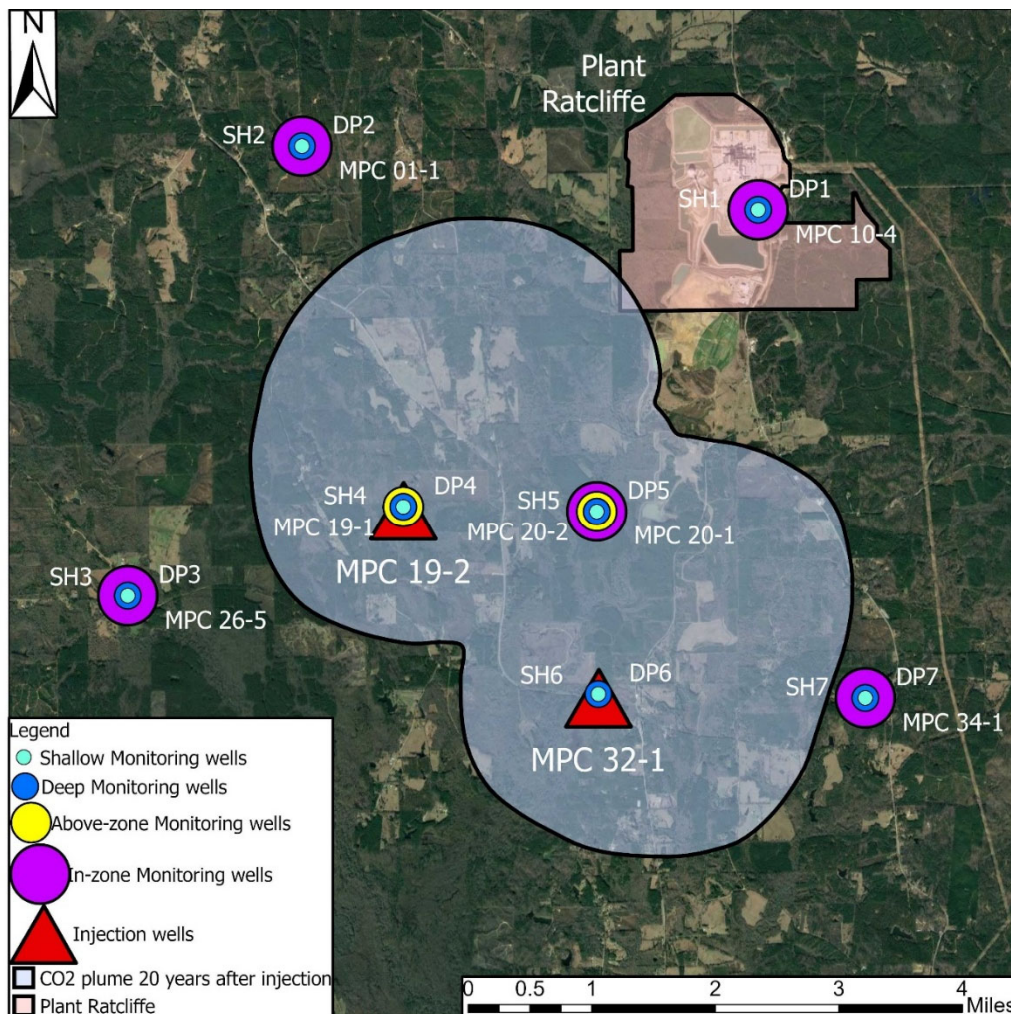 N
Plant
Ratcliffe
SH2
DP2
MPC 01-1
SH1
DP1
MPC 10-4
SH4
DP4
MPC 19-1
MPC 19-2
SH5
DP5
MPC 20-2
MPC 20-1
SH3
DP3
MPC 26-5
SH6
DP6
MPC 32-1
SH7
DP7
MPC 34-1
Legend
Shallow Monitoring wells
Deep Monitoring wells
Above-zone Monitoring wells
In-zone Monitoring wells
Injection wells
CO2 plume 20 years after injection
Plant Ratcliffe
0 0.5 1 2 3 4
Miles